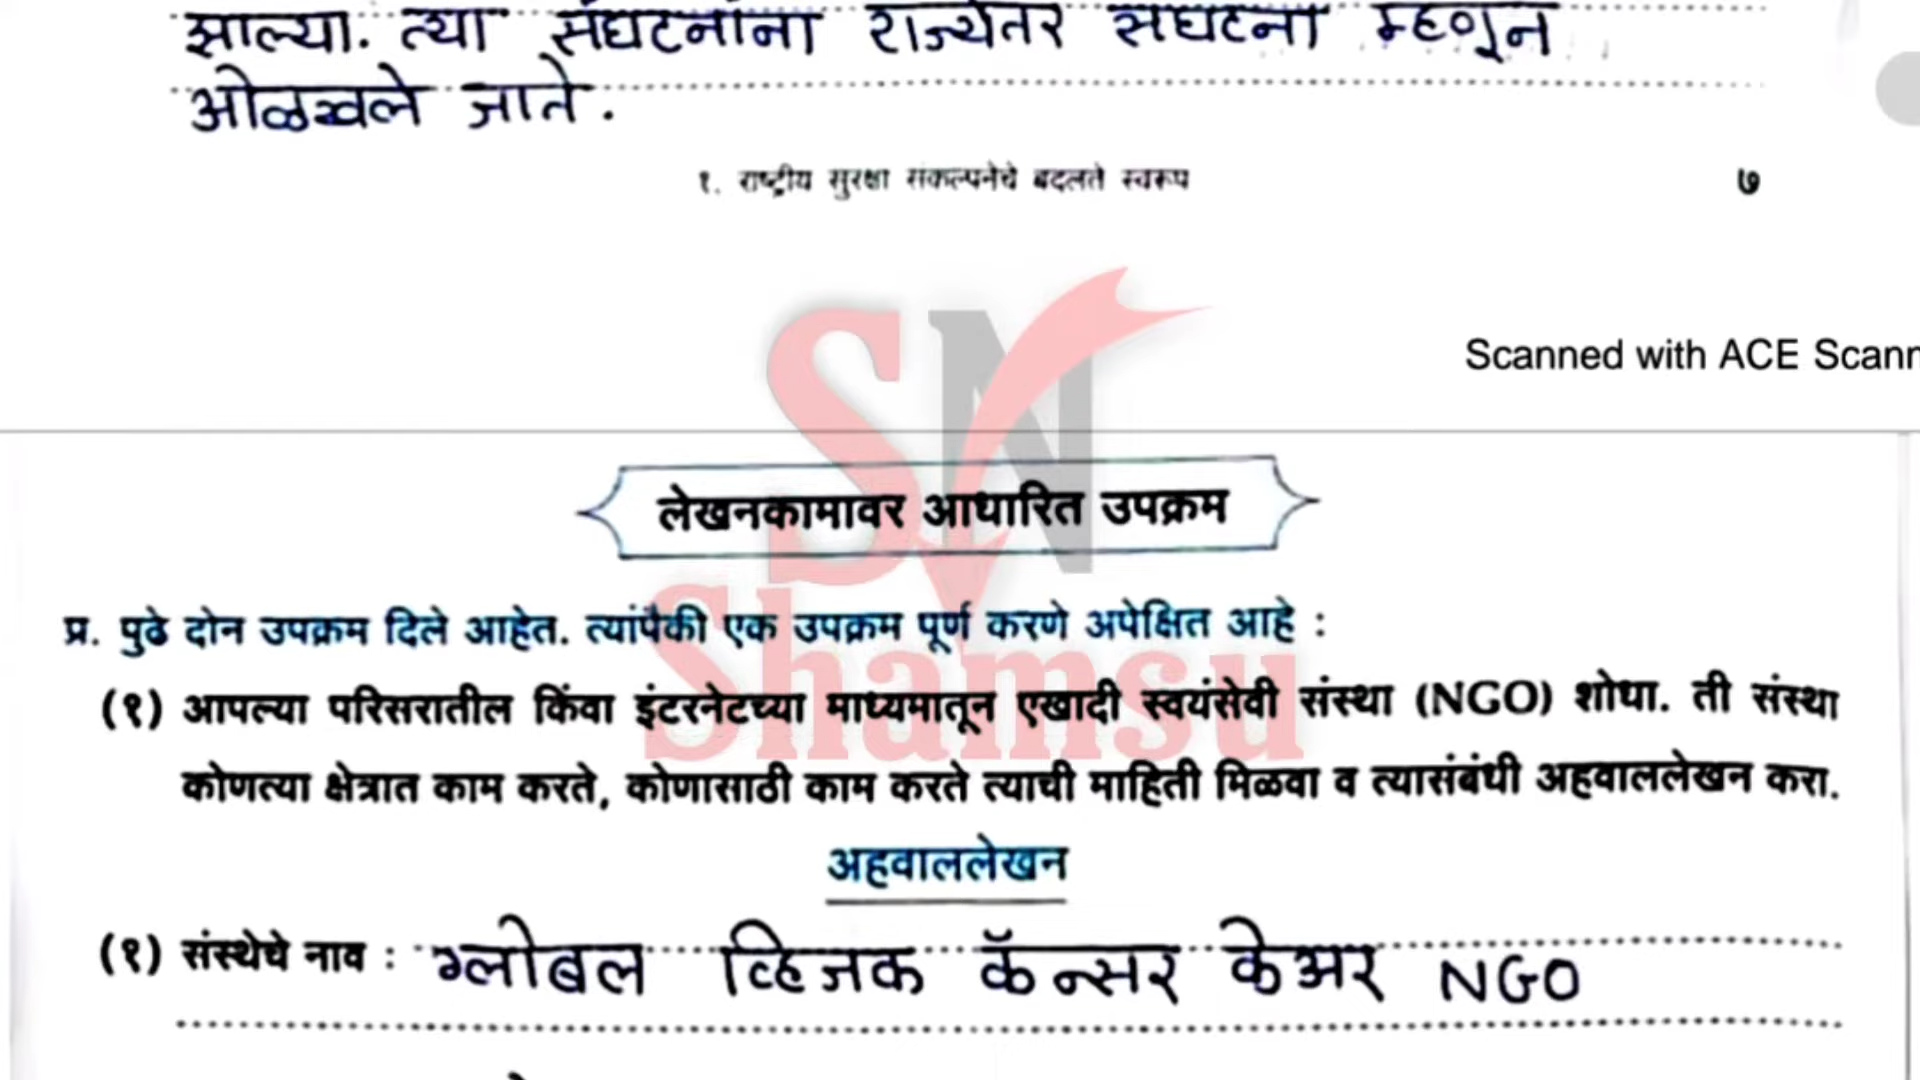 झाल्या. त्या संघटनांना राज्येतर संघटना म्हणून
ओळखले जाते.
१. राष्ट्रीय सुरक्षा संकल्पनेचे बदलते स्वरूप ७
SN
Shamsu
Scanned with ACE Scann
लेखनकामावर आधारित उपक्रम
प्र. पुढे दोन उपक्रम दिले आहेत. त्यांपैकी एक उपक्रम पूर्ण करणे अपेक्षित आहे :
(१) आपल्या परिसरातील किंवा इंटरनेटच्या माध्यमातून एखादी स्वयंसेवी संस्था (NGO) शोधा. ती संस्था
कोणत्या क्षेत्रात काम करते, कोणासाठी काम करते त्याची माहिती मिळवा व त्यासंबंधी अहवाललेखन करा.
अहवाललेखन
(१) संस्थेचे नाव : ग्लोबल व्हिजक कॅन्सर केअर NGO